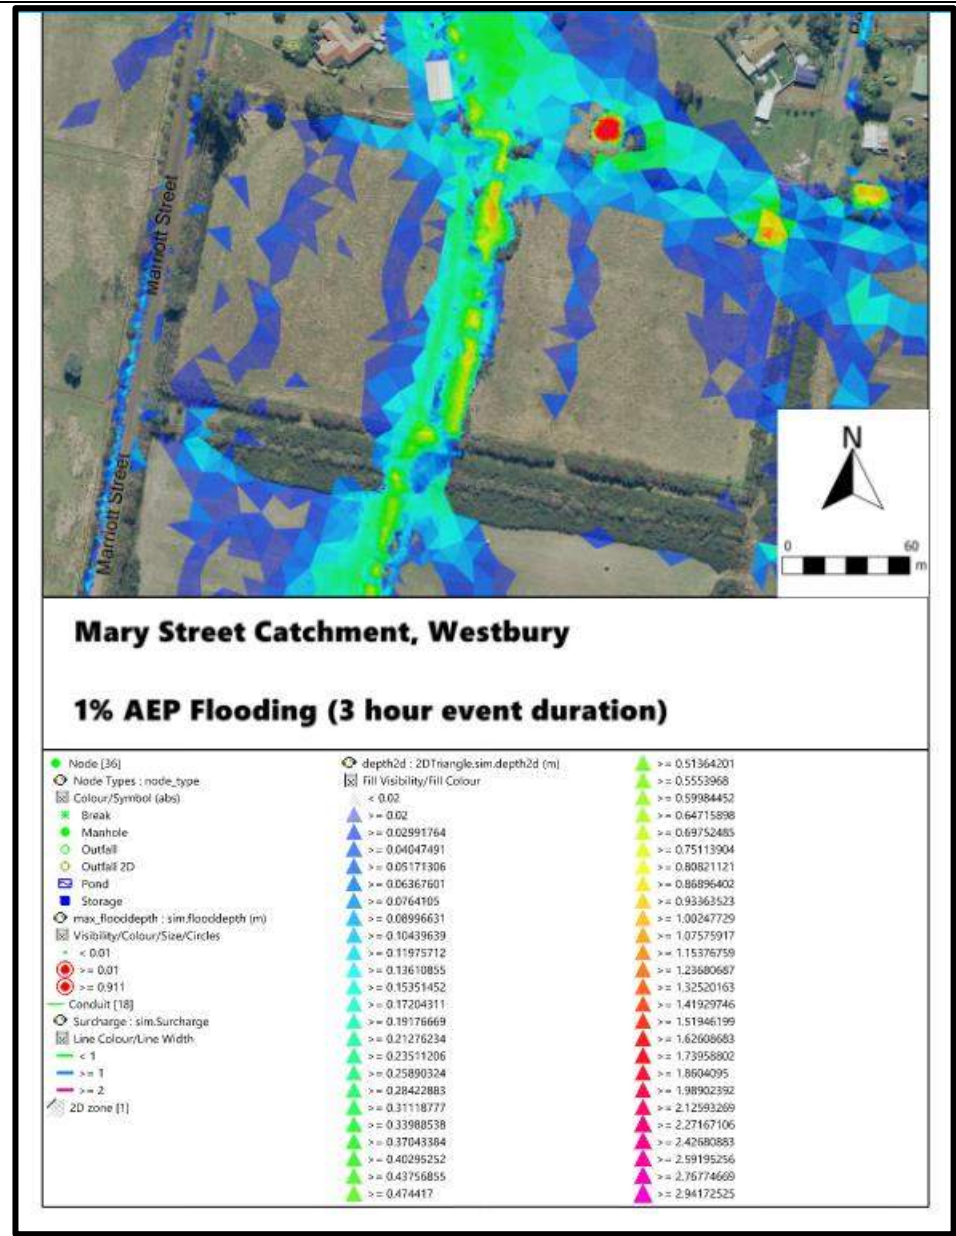 Marriott Street
Marriott Street
N
0 60
m
Mary Street Catchment, Westbury
1% AEP Flooding (3 hour event duration)
Node [36]
Node Types : node_type
Colour/Symbol (abs)
Break
Manhole
Outfall
Outfall 2D
Pond
Storage
max_flooddepth : sim.flooddepth (m)
Visibility/Colour/Size/Circles
< 0.01
>= 0.01
>= 0.911
Conduit [18]
Surcharge : sim.Surcharge
Line Colour/Line Width
< 1
>= 1
>= 2
2D zone [1]
depth2d : 2DTriangle.sim.depth2d (m)
Fill Visibility/Fill Colour
< 0.02
>= 0.02
>= 0.02991764
>= 0.04047491
>= 0.05171306
>= 0.06367601
>= 0.0764105
>= 0.08996631
>= 0.10439639
>= 0.11975712
>= 0.13610855
>= 0.15351452
>= 0.17204311
>= 0.19176669
>= 0.21276234
>= 0.23511206
>= 0.25890324
>= 0.28422883
>= 0.31118777
>= 0.33988538
>= 0.37043384
>= 0.40295252
>= 0.43756855
>= 0.474417
>= 0.51364201
>= 0.5553968
>= 0.59984452
>= 0.64715898
>= 0.69752485
>= 0.75113904
>= 0.80821121
>= 0.86896402
>= 0.93363523
>= 1.00247729
>= 1.07575917
>= 1.15376759
>= 1.23680687
>= 1.32520163
>= 1.41929746
>= 1.51946199
>= 1.62608683
>= 1.73958802
>= 1.8604095
>= 1.98902392
>= 2.12593269
>= 2.27167106
>= 2.42680883
>= 2.59195256
>= 2.76774669
>= 2.94172525